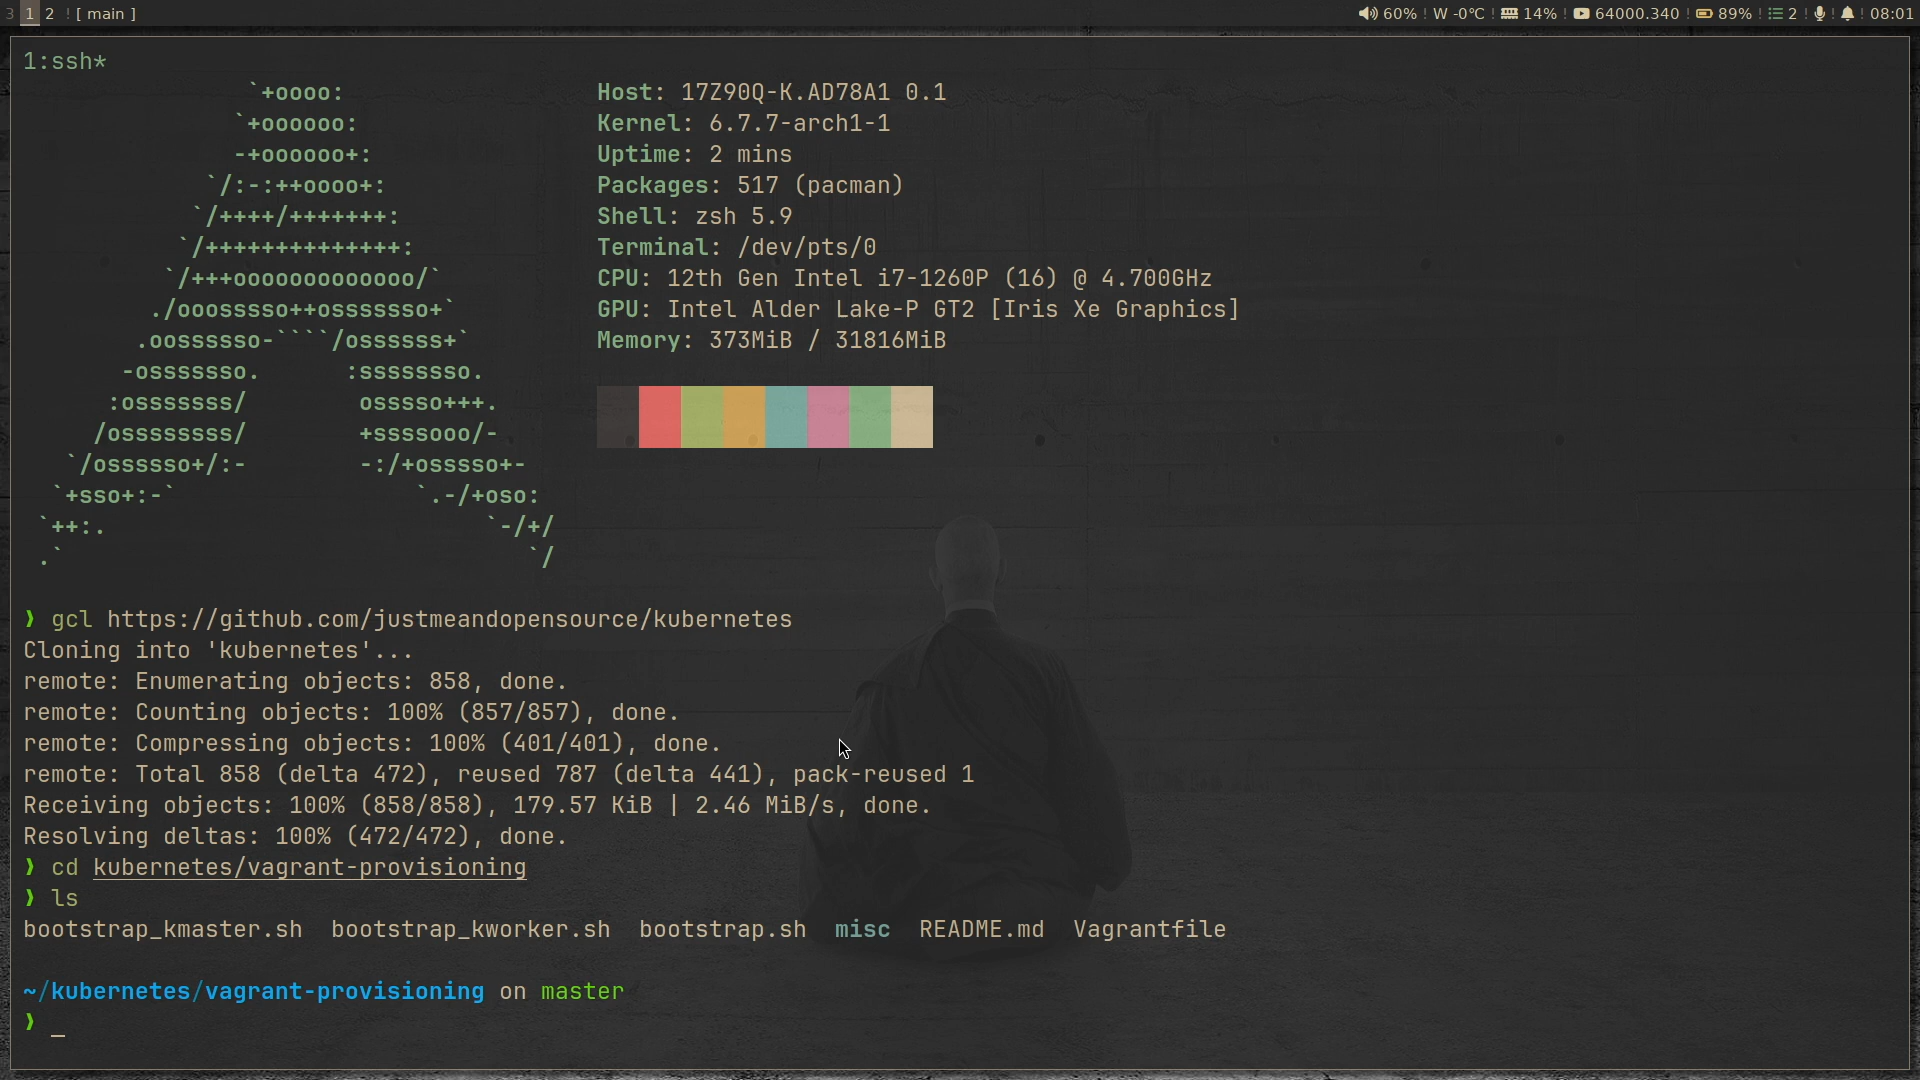 3 1 2 ! [ main ] 60% ! W -0°C ! 14% ! 64000.340 ! 89% ! 2 ! ! ! 08:01
1:ssh*
`+oooo: Host: 17Z90Q-K.AD78A1 0.1
`+oooooo: Kernel: 6.7.7-arch1-1
-+oooooo+: Uptime: 2 mins
`/:-:++oooo+: Packages: 517 (pacman)
`/++++/+++++++: Shell: zsh 5.9
`/++++++++++++++: Terminal: /dev/pts/0
`/+++ooooooooooooo/` CPU: 12th Gen Intel i7-1260P (16) @ 4.700GHz
./ooosssso++osssssso+` GPU: Intel Alder Lake-P GT2 [Iris Xe Graphics]
.oossssso-````/ossssss+` Memory: 373MiB / 31816MiB
-osssssso. :ssssssso.
:osssssss/ osssso+++.
/ossssssss/ +ssssooo/-
`/ossssso+/:- -:/+osssso+-
`+sso+:-` `.-/+oso:
`++:. `-/+/
.` `/
❯ gcl https://github.com/justmeandopensource/kubernetes
Cloning into 'kubernetes'...
remote: Enumerating objects: 858, done.
remote: Counting objects: 100% (857/857), done.
remote: Compressing objects: 100% (401/401), done.
remote: Total 858 (delta 472), reused 787 (delta 441), pack-reused 1
Receiving objects: 100% (858/858), 179.57 KiB | 2.46 MiB/s, done.
Resolving deltas: 100% (472/472), done.
❯ cd kubernetes/vagrant-provisioning
❯ ls
bootstrap_kmaster.sh bootstrap_kworker.sh bootstrap.sh misc README.md Vagrantfile
~/kubernetes/vagrant-provisioning on master
❯ _